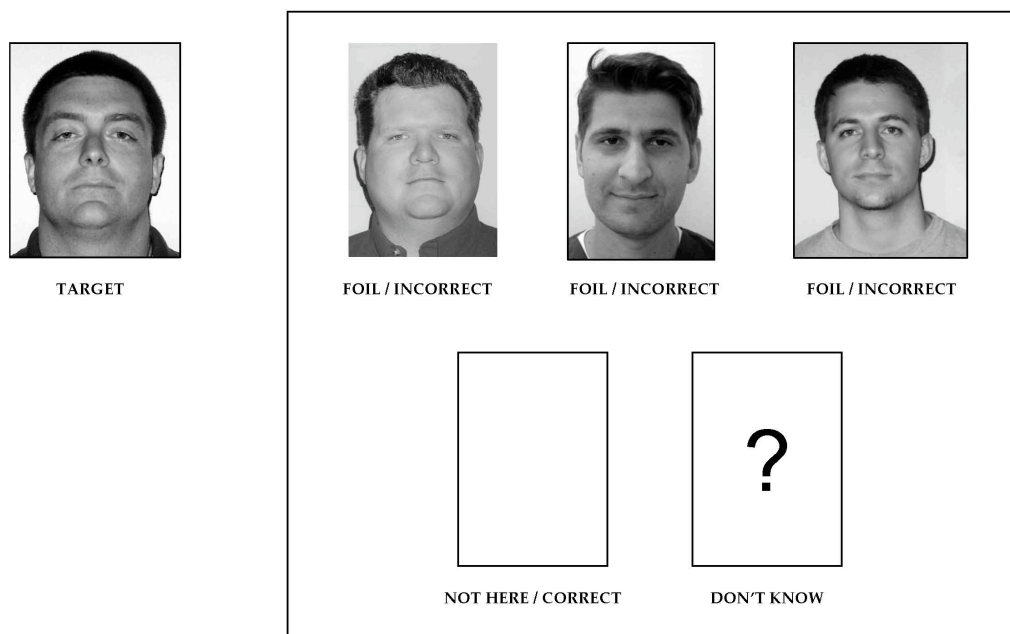 TARGET
FOIL / INCORRECT
FOIL / INCORRECT
FOIL / INCORRECT
?
NOT HERE / CORRECT
DON'T KNOW